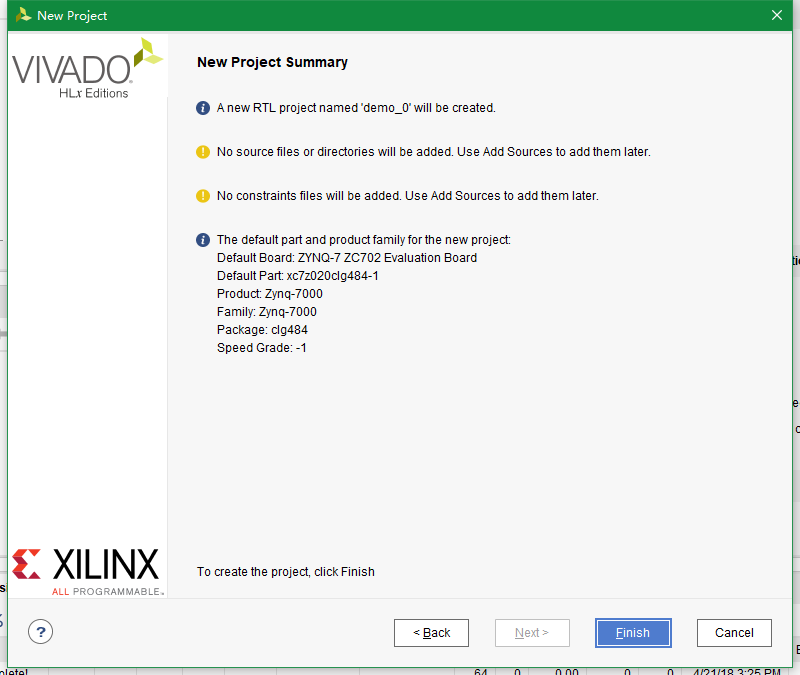 New Project
VIVADO
HLx Editions
New Project Summary
A new RTL project named 'demo_0' will be created.
No source files or directories will be added. Use Add Sources to add them later.
No constraints files will be added. Use Add Sources to add them later.
The default part and product family for the new project:
Default Board: ZYNQ-7 ZC702 Evaluation Board
Default Part: xc7z020clg484-1
Product: Zynq-7000
Family: Zynq-7000
Package: clg484
Speed Grade: -1
XILINX
ALL PROGRAMMABLE™
To create the project, click Finish
?
< Back
Next >
Finish
Cancel
plete!
64
0
0.00
0
0
4/21/18 3:25 PM